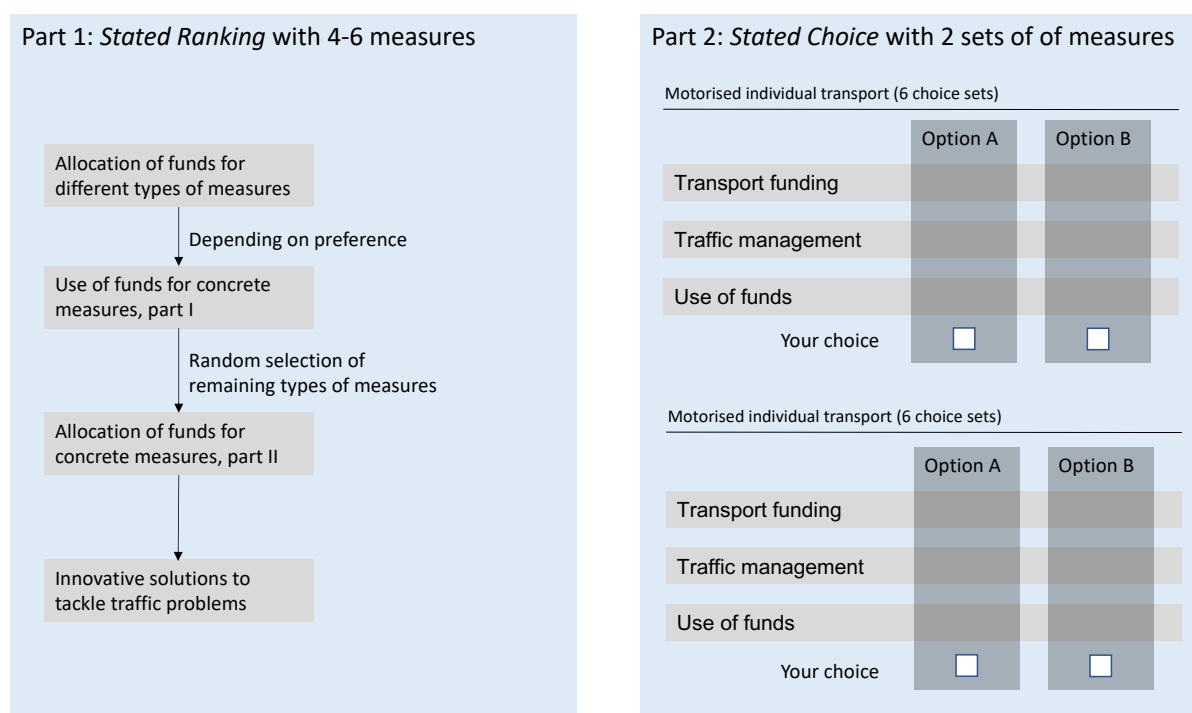 Part 1: Stated Ranking with 4-6 measures
Allocation of funds for
different types of measures
Depending on preference
Use of funds for concrete
measures, part I
Random selection of
remaining types of measures
Allocation of funds for
concrete measures, part II
Innovative solutions to
tackle traffic problems
Part 2: Stated Choice with 2 sets of of measures
Motorised individual transport (6 choice sets)
Option A Option B
Transport funding
Traffic management
Use of funds
Your choice
Motorised individual transport (6 choice sets)
Option A Option B
Transport funding
Traffic management
Use of funds
Your choice